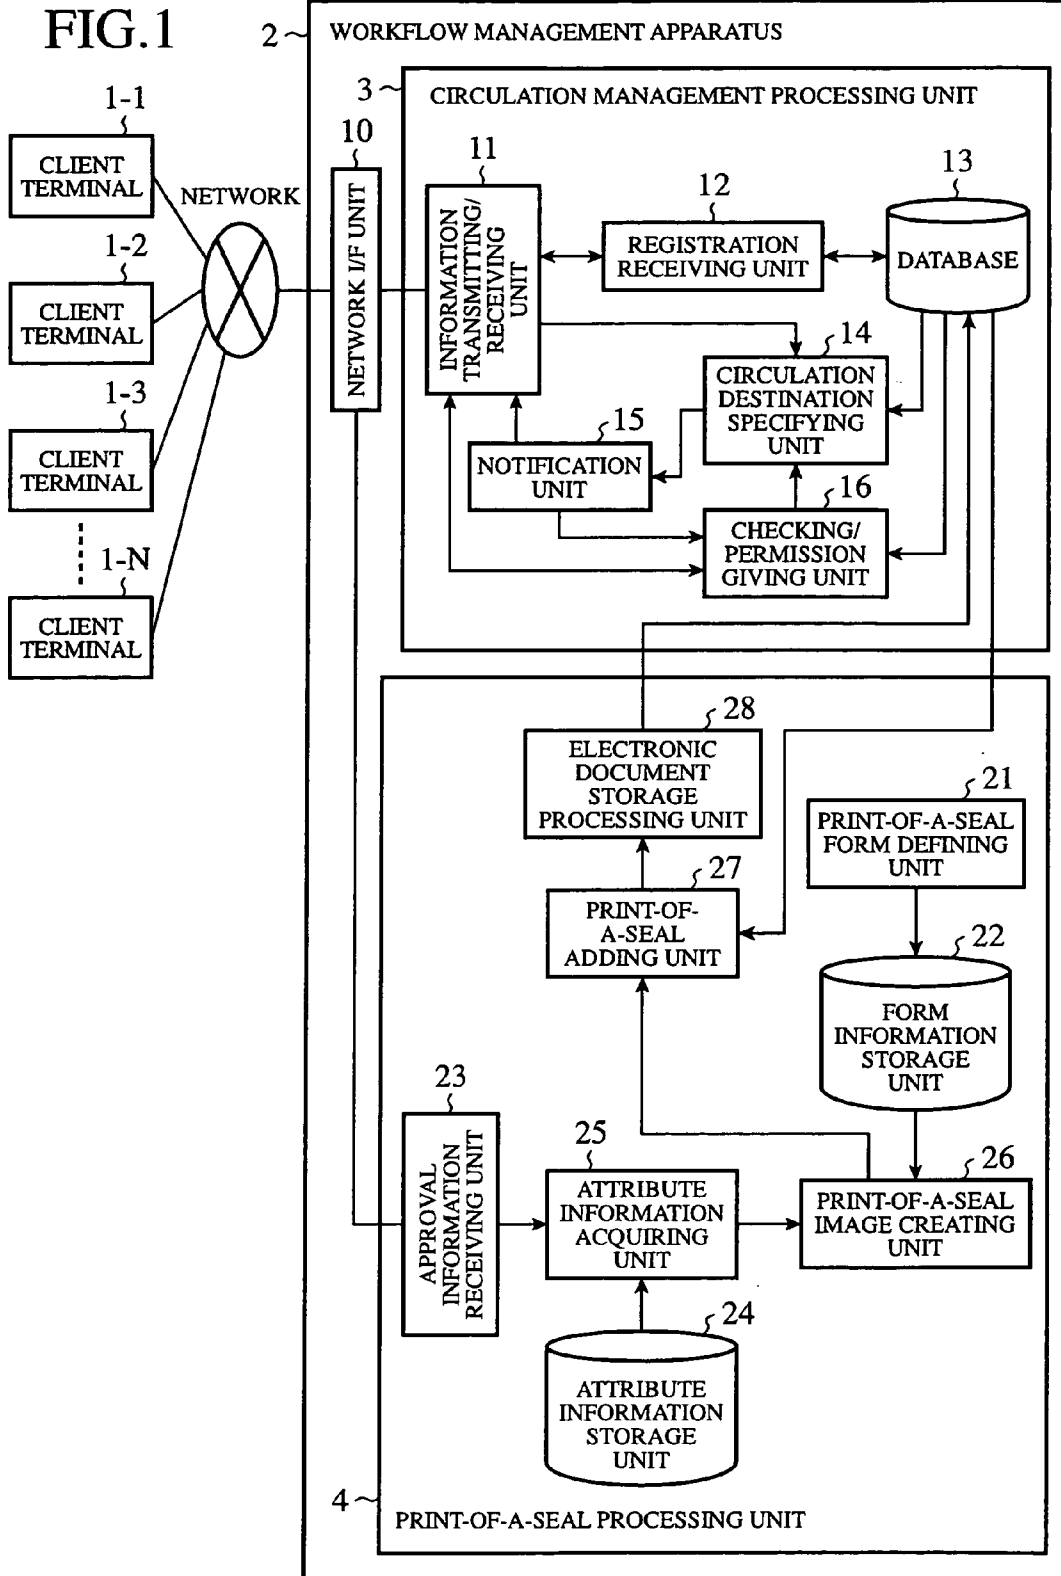 FIG.1
2
WORKFLOW MANAGEMENT APPARATUS
3
CIRCULATION MANAGEMENT PROCESSING UNIT
1-1
CLIENT
TERMINAL
NETWORK
1-2
CLIENT
TERMINAL
1-3
CLIENT
TERMINAL
1-N
CLIENT
TERMINAL
10
NETWORK I/F UNIT
11
INFORMATION
TRANSMITTING/
RECEIVING
UNIT
12
REGISTRATION
RECEIVING UNIT
13
DATABASE
14
CIRCULATION
DESTINATION
SPECIFYING
UNIT
15
NOTIFICATION
UNIT
16
CHECKING/
PERMISSION
GIVING UNIT
28
ELECTRONIC
DOCUMENT
STORAGE
PROCESSING UNIT
21
PRINT-OF-A-SEAL
FORM DEFINING
UNIT
27
PRINT-OF-
A-SEAL
ADDING UNIT
22
FORM
INFORMATION
STORAGE
UNIT
23
APPROVAL
INFORMATION
RECEIVING UNIT
25
ATTRIBUTE
INFORMATION
ACQUIRING
UNIT
26
PRINT-OF-A-SEAL
IMAGE CREATING
UNIT
24
ATTRIBUTE
INFORMATION
STORAGE
UNIT
4
PRINT-OF-A-SEAL PROCESSING UNIT